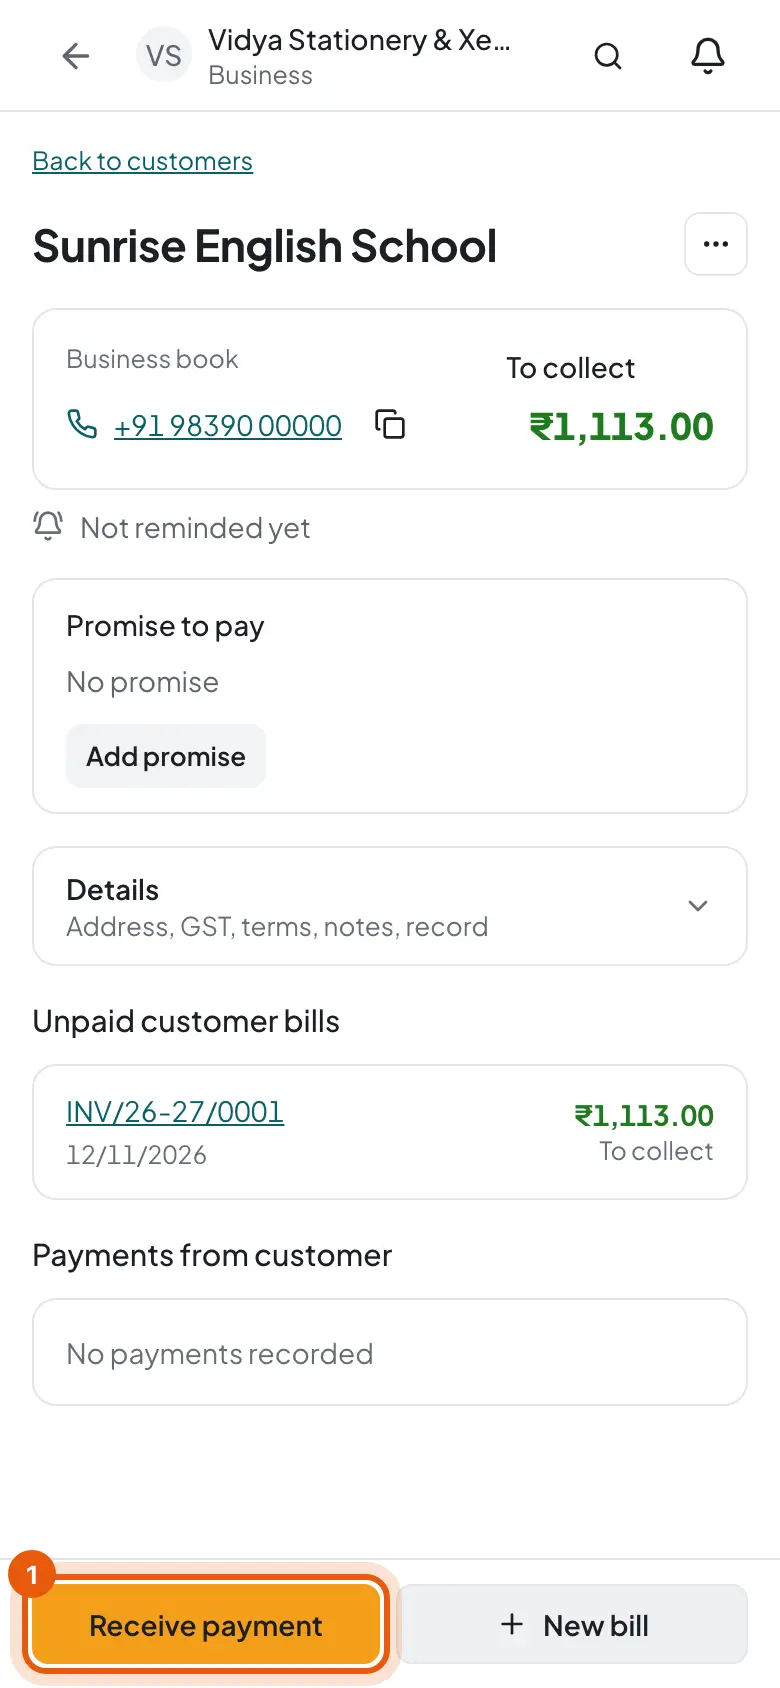 VS
Vidya Stationery & Xe...
Business
Back to customers
Sunrise English School
Business book
To collect
+91 98390 00000
₹1,113.00
Not reminded yet
Promise to pay
No promise
Add promise
Details
Address, GST, terms, notes, record
Unpaid customer bills
INV/26-27/0001
₹1,113.00
12/11/2026
To collect
Payments from customer
No payments recorded
1
Receive payment
+ New bill